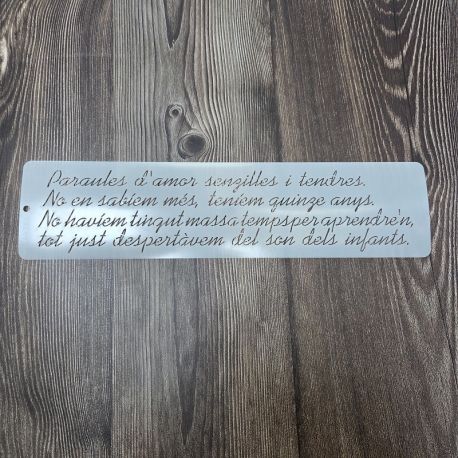 Paraules d'amor senzilles i tendres.
No en sabíem més, teníem quinze anys.
No havíem tingut massa temps per aprendre'n,
tot just despertàvem del son dels infants.